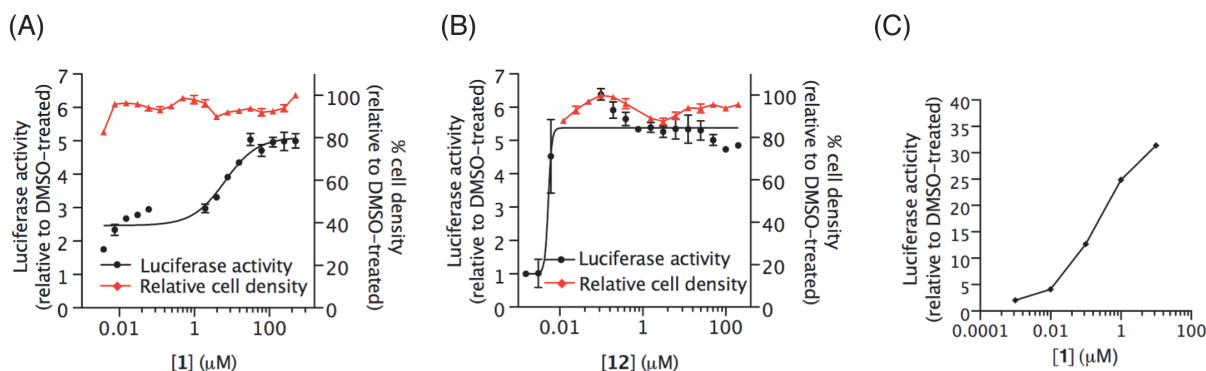 (A)
Luciferase activity
(relative to DMSO-treated)
7
6
5
4
3
2
1
0
100
80
60
40
20
0
% cell density
(relative to DMSO-treated)
Luciferase activity
Relative cell density
0.01
1
100
[1] (μM)
(B)
Luciferase activity
(relative to DMSO-treated)
7
6
5
4
3
2
1
0
100
80
60
40
20
0
% cell density
(relative to DMSO-treated)
Luciferase activity
Relative cell density
0.01
1
100
[12] (μM)
(C)
Luciferase acticity
(relative to DMSO-treated)
40
35
30
25
20
15
10
5
0
0.0001
0.01
1
100
[1] (μM)